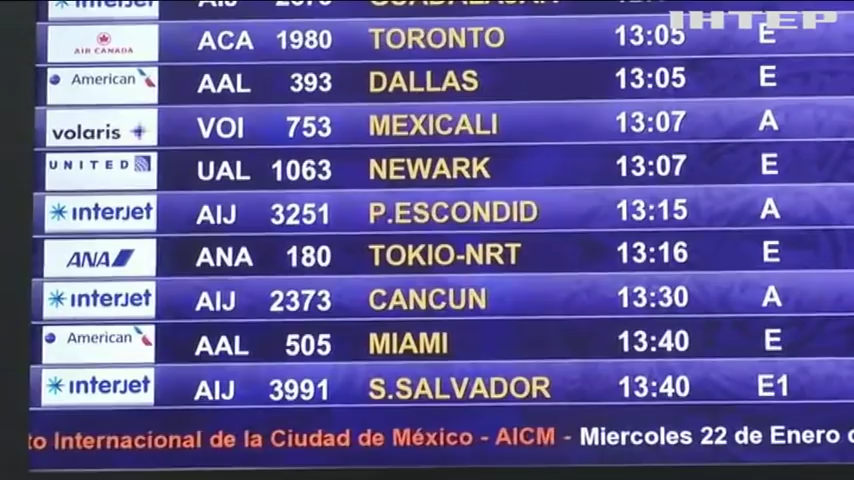 interjet AIJ
ІНТЕР
AIR CANADA ACA 1980 TORONTO 13:05 E
American AAL 393 DALLAS 13:05 E
volaris VOI 753 MEXICALI 13:07 A
UNITED UAL 1063 NEWARK 13:07 E
interjet AIJ 3251 P.ESCONDID 13:15 A
ANA ANA 180 TOKIO-NRT 13:16 E
interjet AIJ 2373 CANCUN 13:30 A
American AAL 505 MIAMI 13:40 E
interjet AIJ 3991 S.SALVADOR 13:40 E1
to Internacional de la Ciudad de México - AICM - Miercoles 22 de Enero